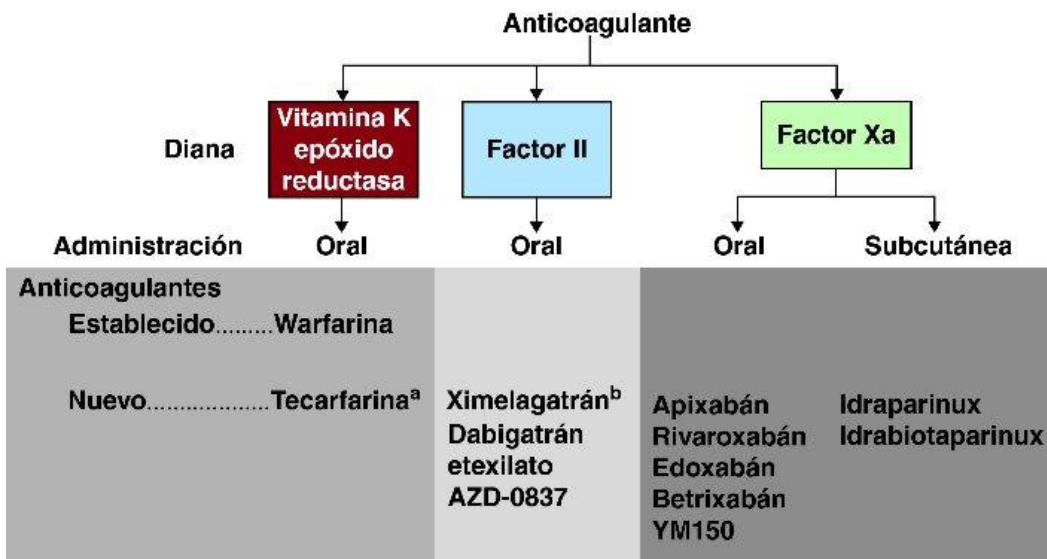 Anticoagulante
Diana
Vitamina K
epóxido
reductasa
Factor II
Factor Xa
Administración Oral Oral Oral Subcutánea
Anticoagulantes
Establecido.........Warfarina
Nuevo...................Tecarfarinaᵃ
Ximelagatránᵇ
Dabigatrán
etexilato
AZD-0837
Apixabán
Rivaroxabán
Edoxabán
Betrixabán
YM150
Idraparinux
Idrabiotaparinux